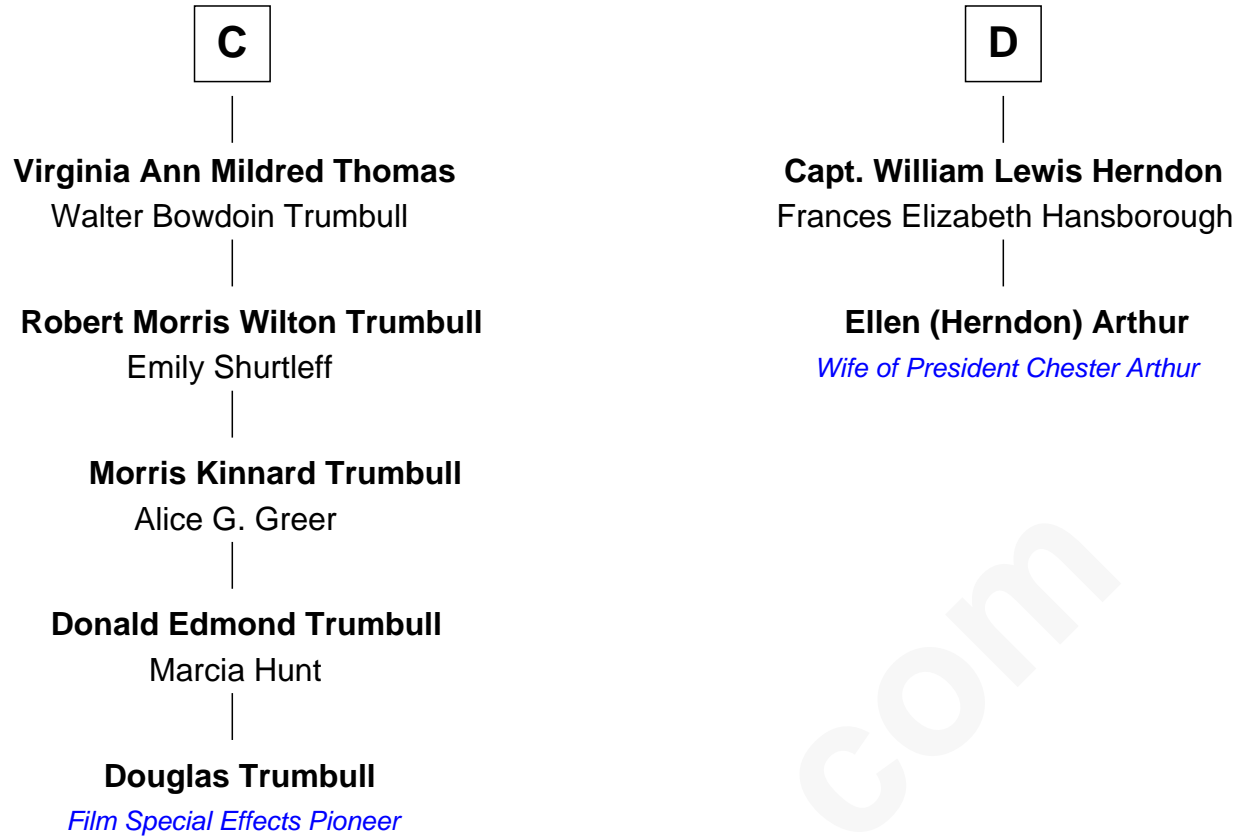 C
Virginia Ann Mildred Thomas
Walter Bowdoin Trumbull
Robert Morris Wilton Trumbull
Emily Shurtleff
Morris Kinnard Trumbull
Alice G. Greer
Donald Edmond Trumbull
Marcia Hunt
Douglas Trumbull
Film Special Effects Pioneer
D
Capt. William Lewis Herndon
Frances Elizabeth Hansborough
Ellen (Herndon) Arthur
Wife of President Chester Arthur
com